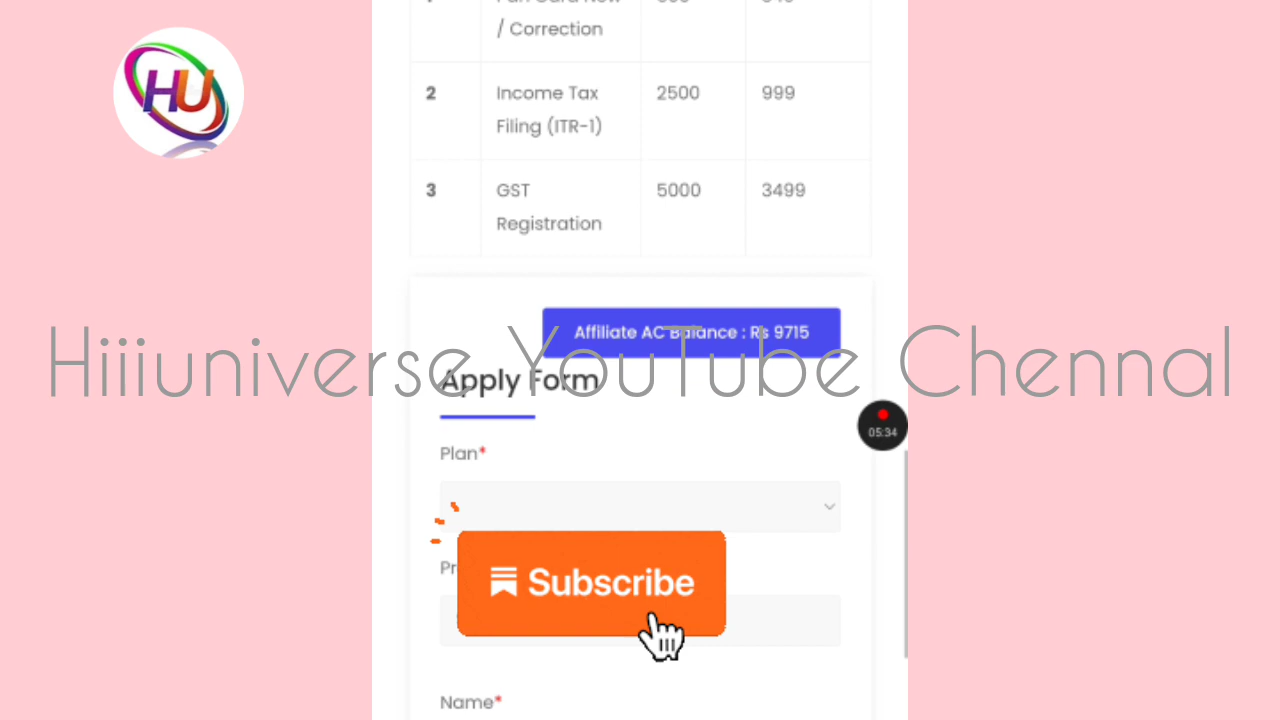 HU
/ Correction
2 Income Tax Filing (ITR-1) 2500 999
3 GST Registration 5000 3499
Affiliate AC Balance : Rs 9715
Hiiiuniverse YouTube Chennal
Apply Form
05:34
Plan*
Subscribe
Name*